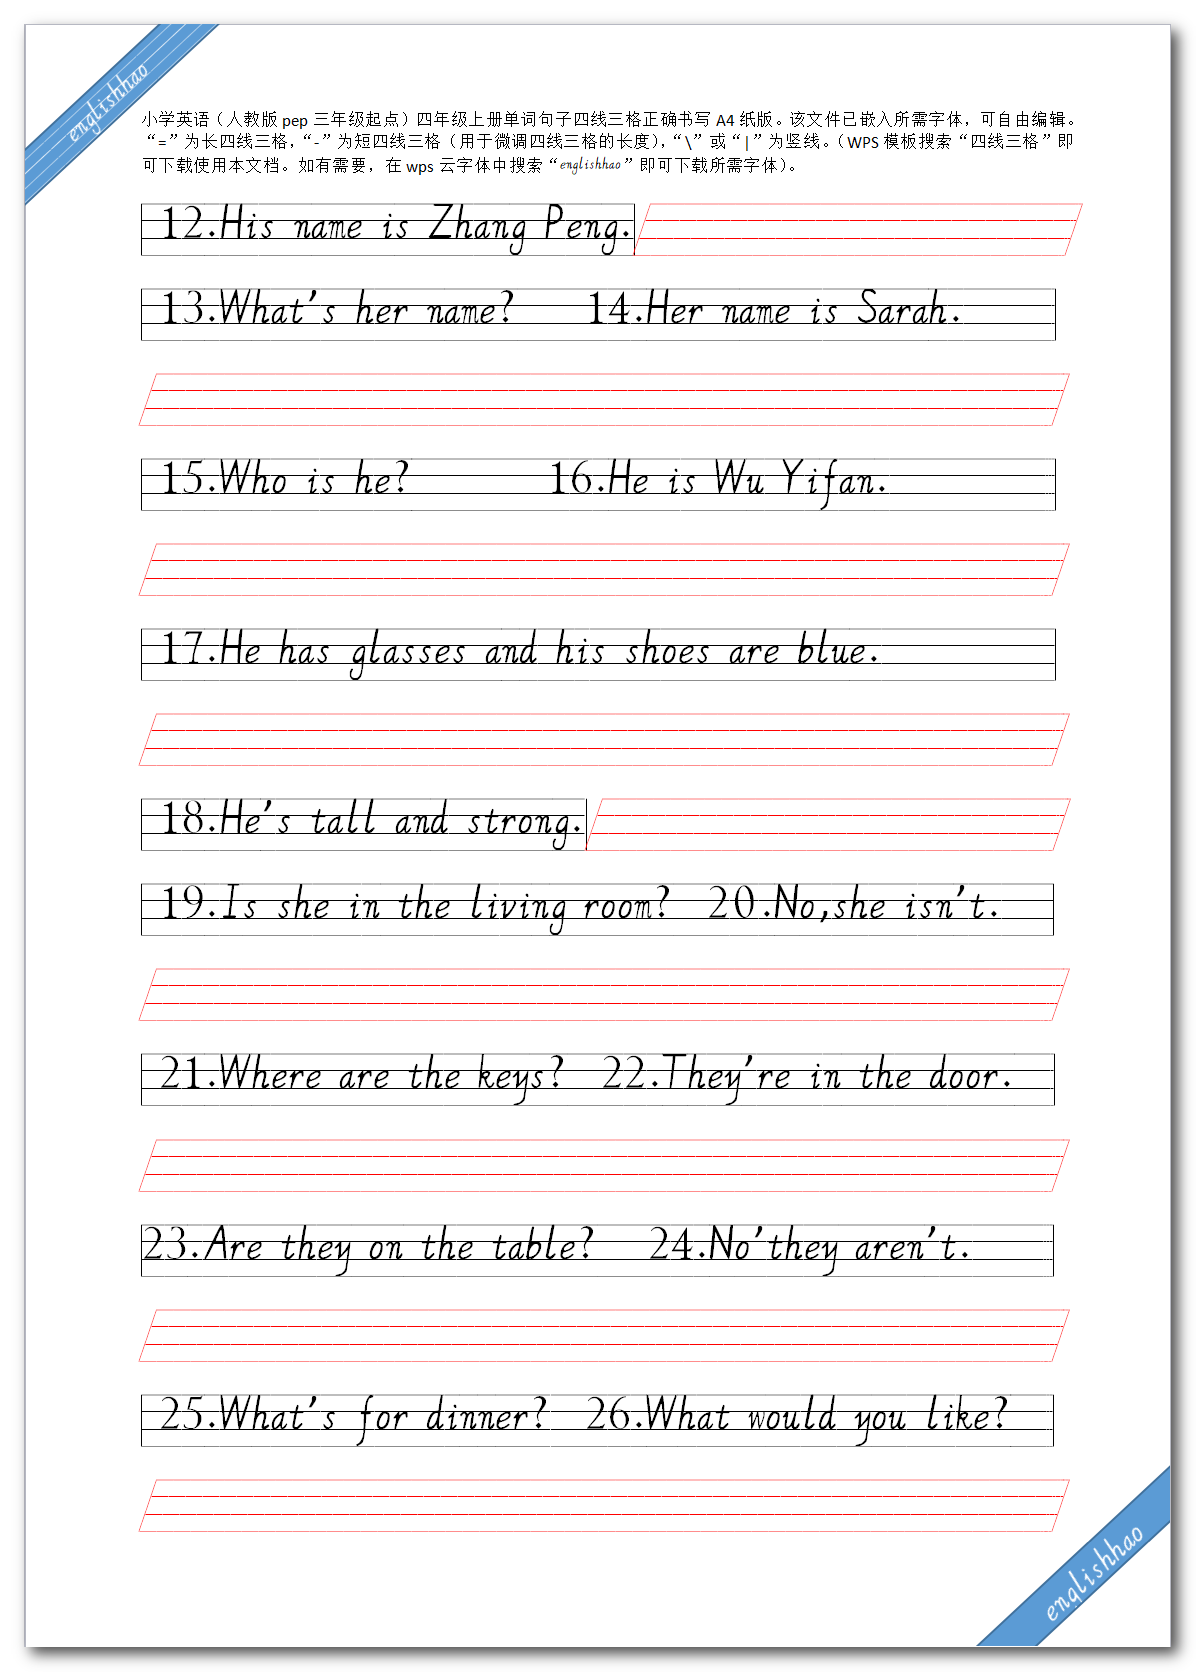 englishhao
小学英语（人教版 pep 三年级起点）四年级上册单词句子四线三格正确书写 A4 纸版。该文件已嵌入所需字体，可自由编辑。
“=”为长四线三格，“-”为短四线三格（用于微调四线三格的长度），“\”或“|”为竖线。（WPS 模板搜索“四线三格”即
可下载使用本文档。如有需要，在 wps 云字体中搜索“englishhao”即可下载所需字体）。
12.His name is Zhang Peng.
13.What's her name? 14.Her name is Sarah.
15.Who is he? 16.He is Wu Yifan.
17.He has glasses and his shoes are blue.
18.He's tall and strong.
19.Is she in the living room? 20.No,she isn't.
21.Where are the keys? 22.They're in the door.
23.Are they on the table? 24.No'they aren't.
25.What's for dinner? 26.What would you like?
englishhao